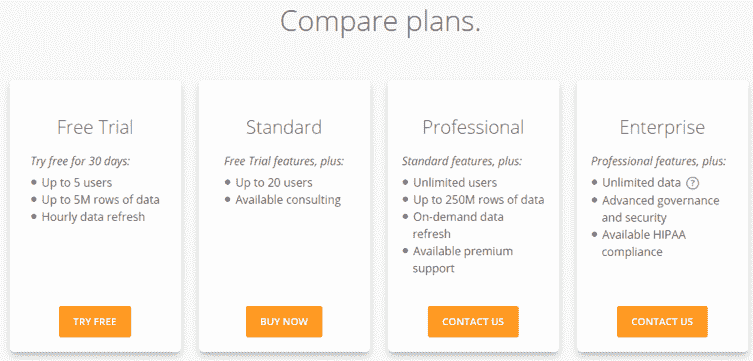 Compare plans.
Free Trial
Try free for 30 days:
• Up to 5 users
• Up to 5M rows of data
• Hourly data refresh
TRY FREE
Standard
Free Trial features, plus:
• Up to 20 users
• Available consulting
BUY NOW
Professional
Standard features, plus:
• Unlimited users
• Up to 250M rows of data
• On-demand data
refresh
• Available premium
support
CONTACT US
Enterprise
Professional features, plus:
• Unlimited data ?
• Advanced governance
and security
• Available HIPAA
compliance
CONTACT US